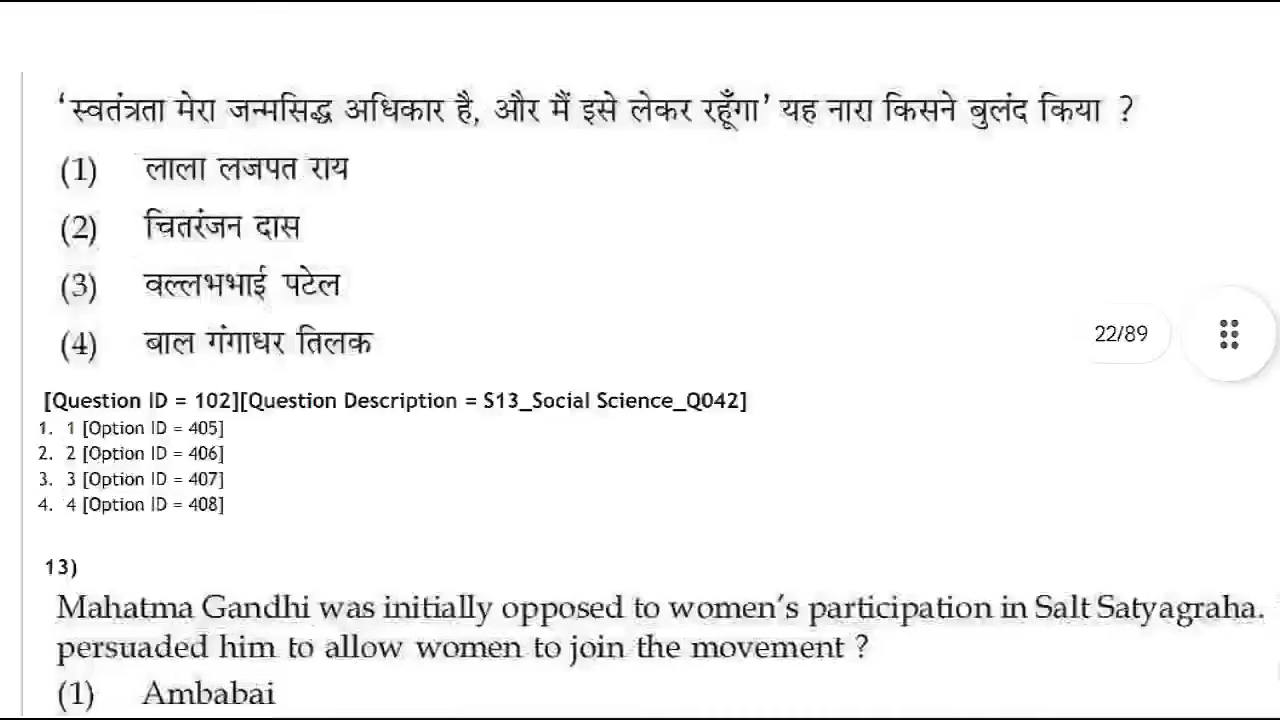 ‘स्वतंत्रता मेरा जन्मसिद्ध अधिकार है, और मैं इसे लेकर रहूँगा’ यह नारा किसने बुलंद किया ?
(1) लाला लजपत राय
(2) चितरंजन दास
(3) वल्लभभाई पटेल
22/89
(4) बाल गंगाधर तिलक
[Question ID = 102][Question Description = S13_Social Science_Q042]
1. 1 [Option ID = 405]
2. 2 [Option ID = 406]
3. 3 [Option ID = 407]
4. 4 [Option ID = 408]
13)
Mahatma Gandhi was initially opposed to women’s participation in Salt Satyagraha.
persuaded him to allow women to join the movement ?
(1) Ambabai